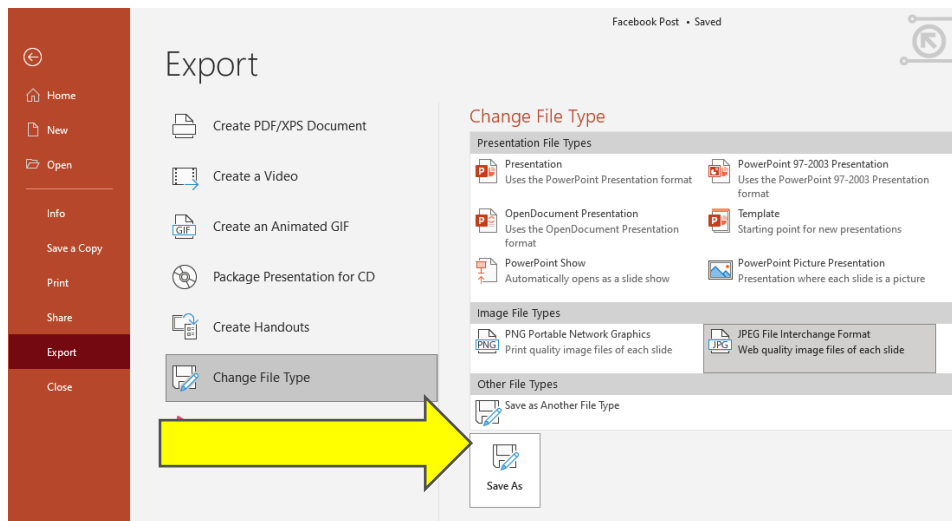 Facebook Post • Saved
Export
Home
New
Open
Info
Save a Copy
Print
Share
Export
Close
Create PDF/XPS Document
Create a Video
GIF
Create an Animated GIF
Package Presentation for CD
Create Handouts
Change File Type
Change File Type
Presentation File Types
P
Presentation
Uses the PowerPoint Presentation format
PowerPoint 97-2003 Presentation
Uses the PowerPoint 97-2003 Presentation
format
P
OpenDocument Presentation
Uses the OpenDocument Presentation
format
P
Template
Starting point for new presentations
PowerPoint Show
Automatically opens as a slide show
PowerPoint Picture Presentation
Presentation where each slide is a picture
Image File Types
PNG
PNG Portable Network Graphics
Print quality image files of each slide
JPG
JPEG File Interchange Format
Web quality image files of each slide
Other File Types
Save as Another File Type
Save As